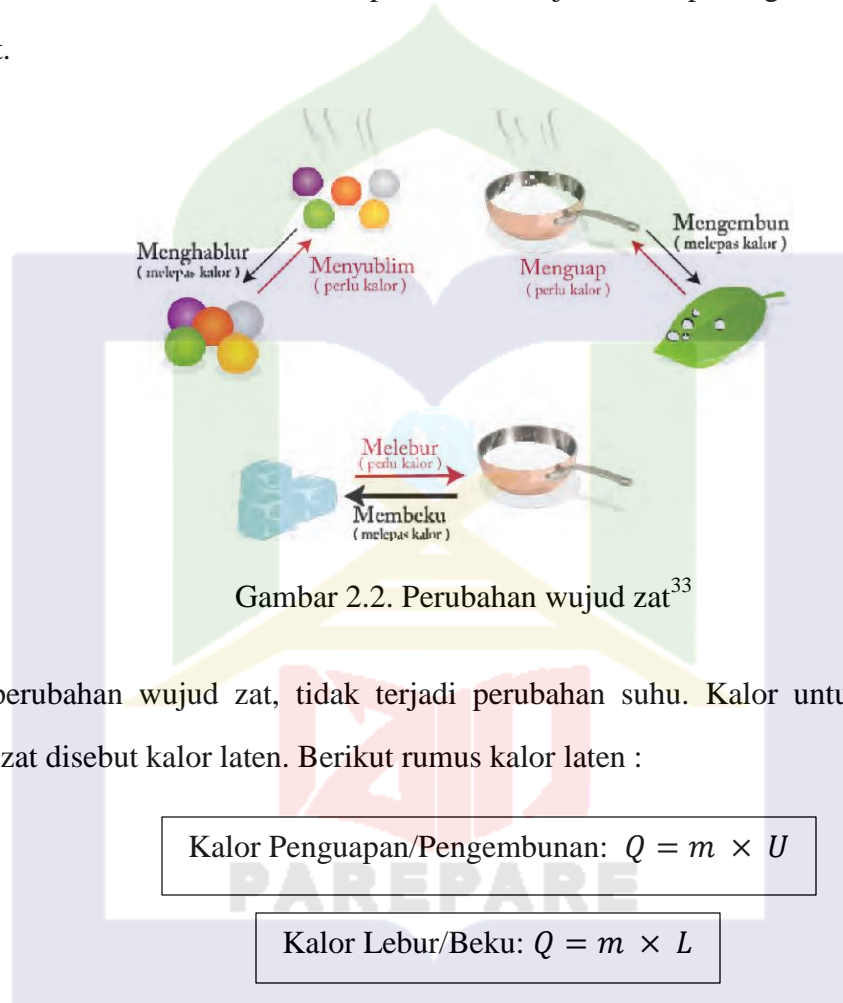 t.
Menghablur
( melepas kalor )
Menyublim
( perlu kalor )
Menguap
( perlu kalor )
Mengembun
( melepas kalor )
Melebur
( perlu kalor )
Membeku
( melepas kalor )
Gambar 2.2. Perubahan wujud zat³³
perubahan wujud zat, tidak terjadi perubahan suhu. Kalor untu
zat disebut kalor laten. Berikut rumus kalor laten :
Kalor Penguapan/Pengembunan: Q = m × U
PAREPARE
Kalor Lebur/Beku: Q = m × L